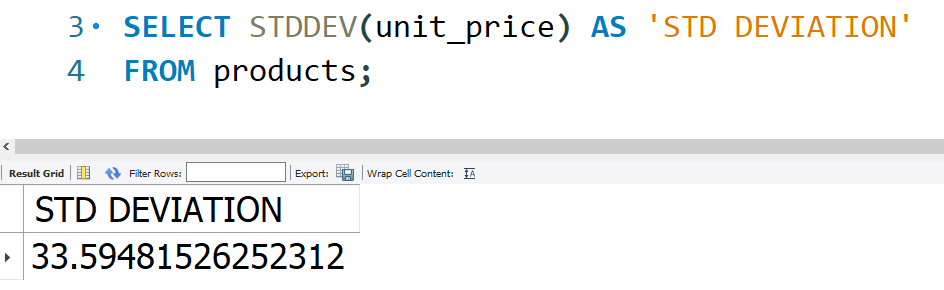 3 SELECT STDDEV(unit_price) AS 'STD DEVIATION'
4 FROM products;
Result Grid Filter Rows: Export: Wrap Cell Content:
STD DEVIATION
33.59481526252312